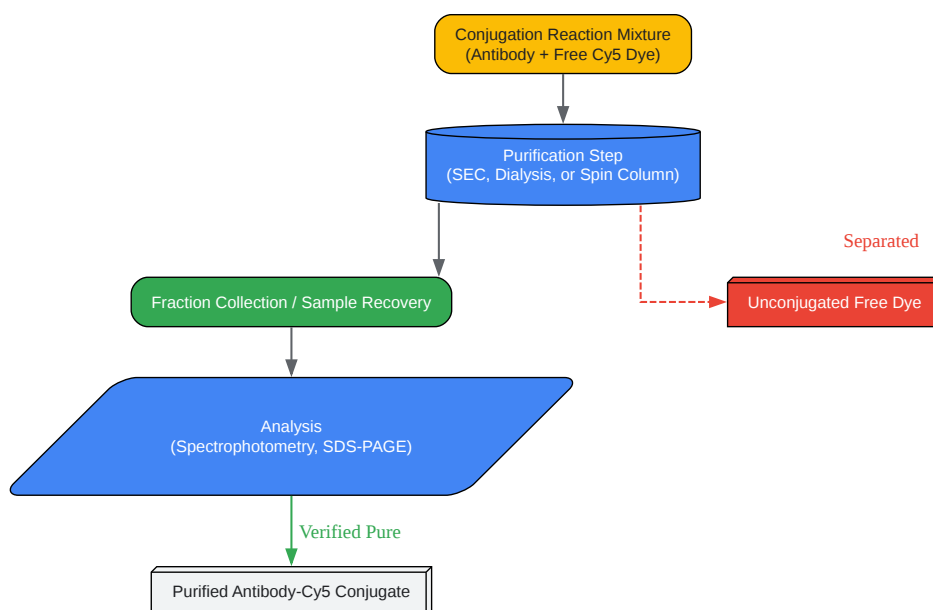 Conjugation Reaction Mixture
(Antibody + Free Cy5 Dye)
Purification Step
(SEC, Dialysis, or Spin Column)
Separated
Fraction Collection / Sample Recovery
Unconjugated Free Dye
Analysis
(Spectrophotometry, SDS-PAGE)
Verified Pure
Purified Antibody-Cy5 Conjugate